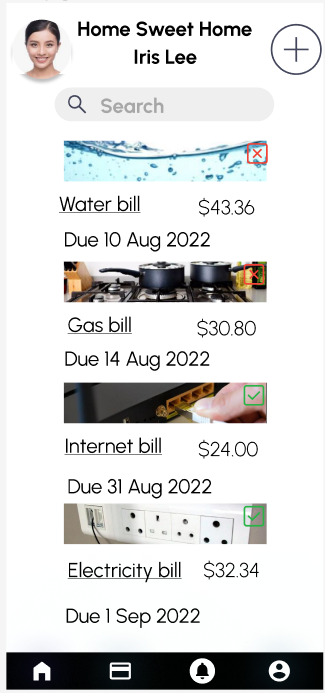 Home Sweet Home
Iris Lee
Search
Water bill $43.36
Due 10 Aug 2022
Gas bill $30.80
Due 14 Aug 2022
Internet bill $24.00
Due 31 Aug 2022
Electricity bill $32.34
Due 1 Sep 2022